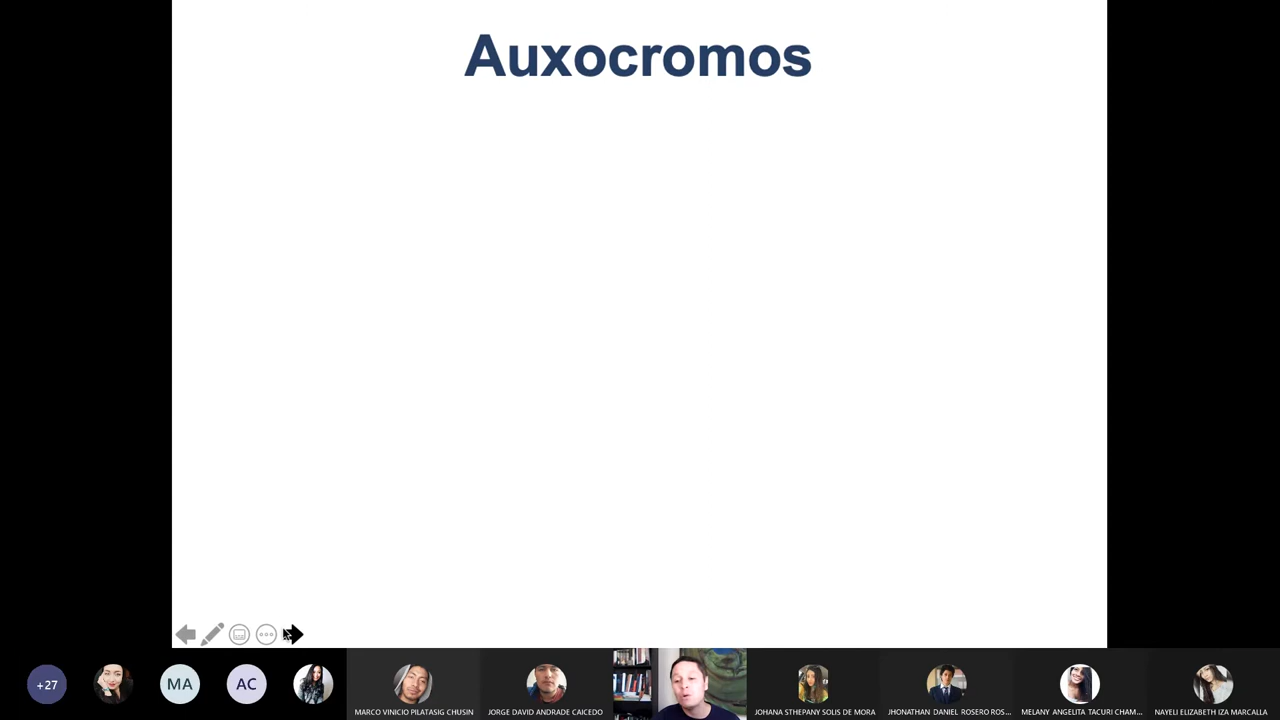 Auxocromos
+27
MA
AC
MARCO VINICIO PILATASIG CHUSIN
JORGE DAVID ANDRADE CAICEDO
JOHANA STHEPANY SOLIS DE MORA
JHONATHAN DANIEL ROSERO ROS...
MELANY ANGELITA TACURI CHAM...
NAYELI ELIZABETH IZA MARCALLA